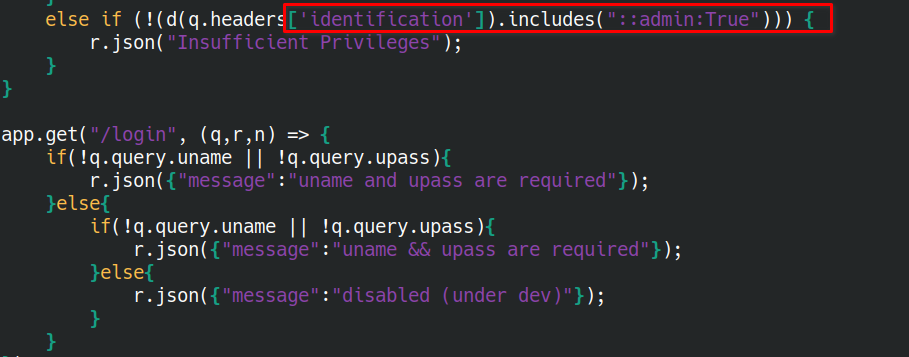 else if (!(d(q.headers['identification']).includes("::admin:True"))) {
r.json("Insufficient Privileges");
}
}
app.get("/login", (q,r,n) => {
if(!q.query.uname || !q.query.upass){
r.json({"message":"uname and upass are required"});
}else{
if(!q.query.uname || !q.query.upass){
r.json({"message":"uname && upass are required"});
}else{
r.json({"message":"disabled (under dev)"});
}
}